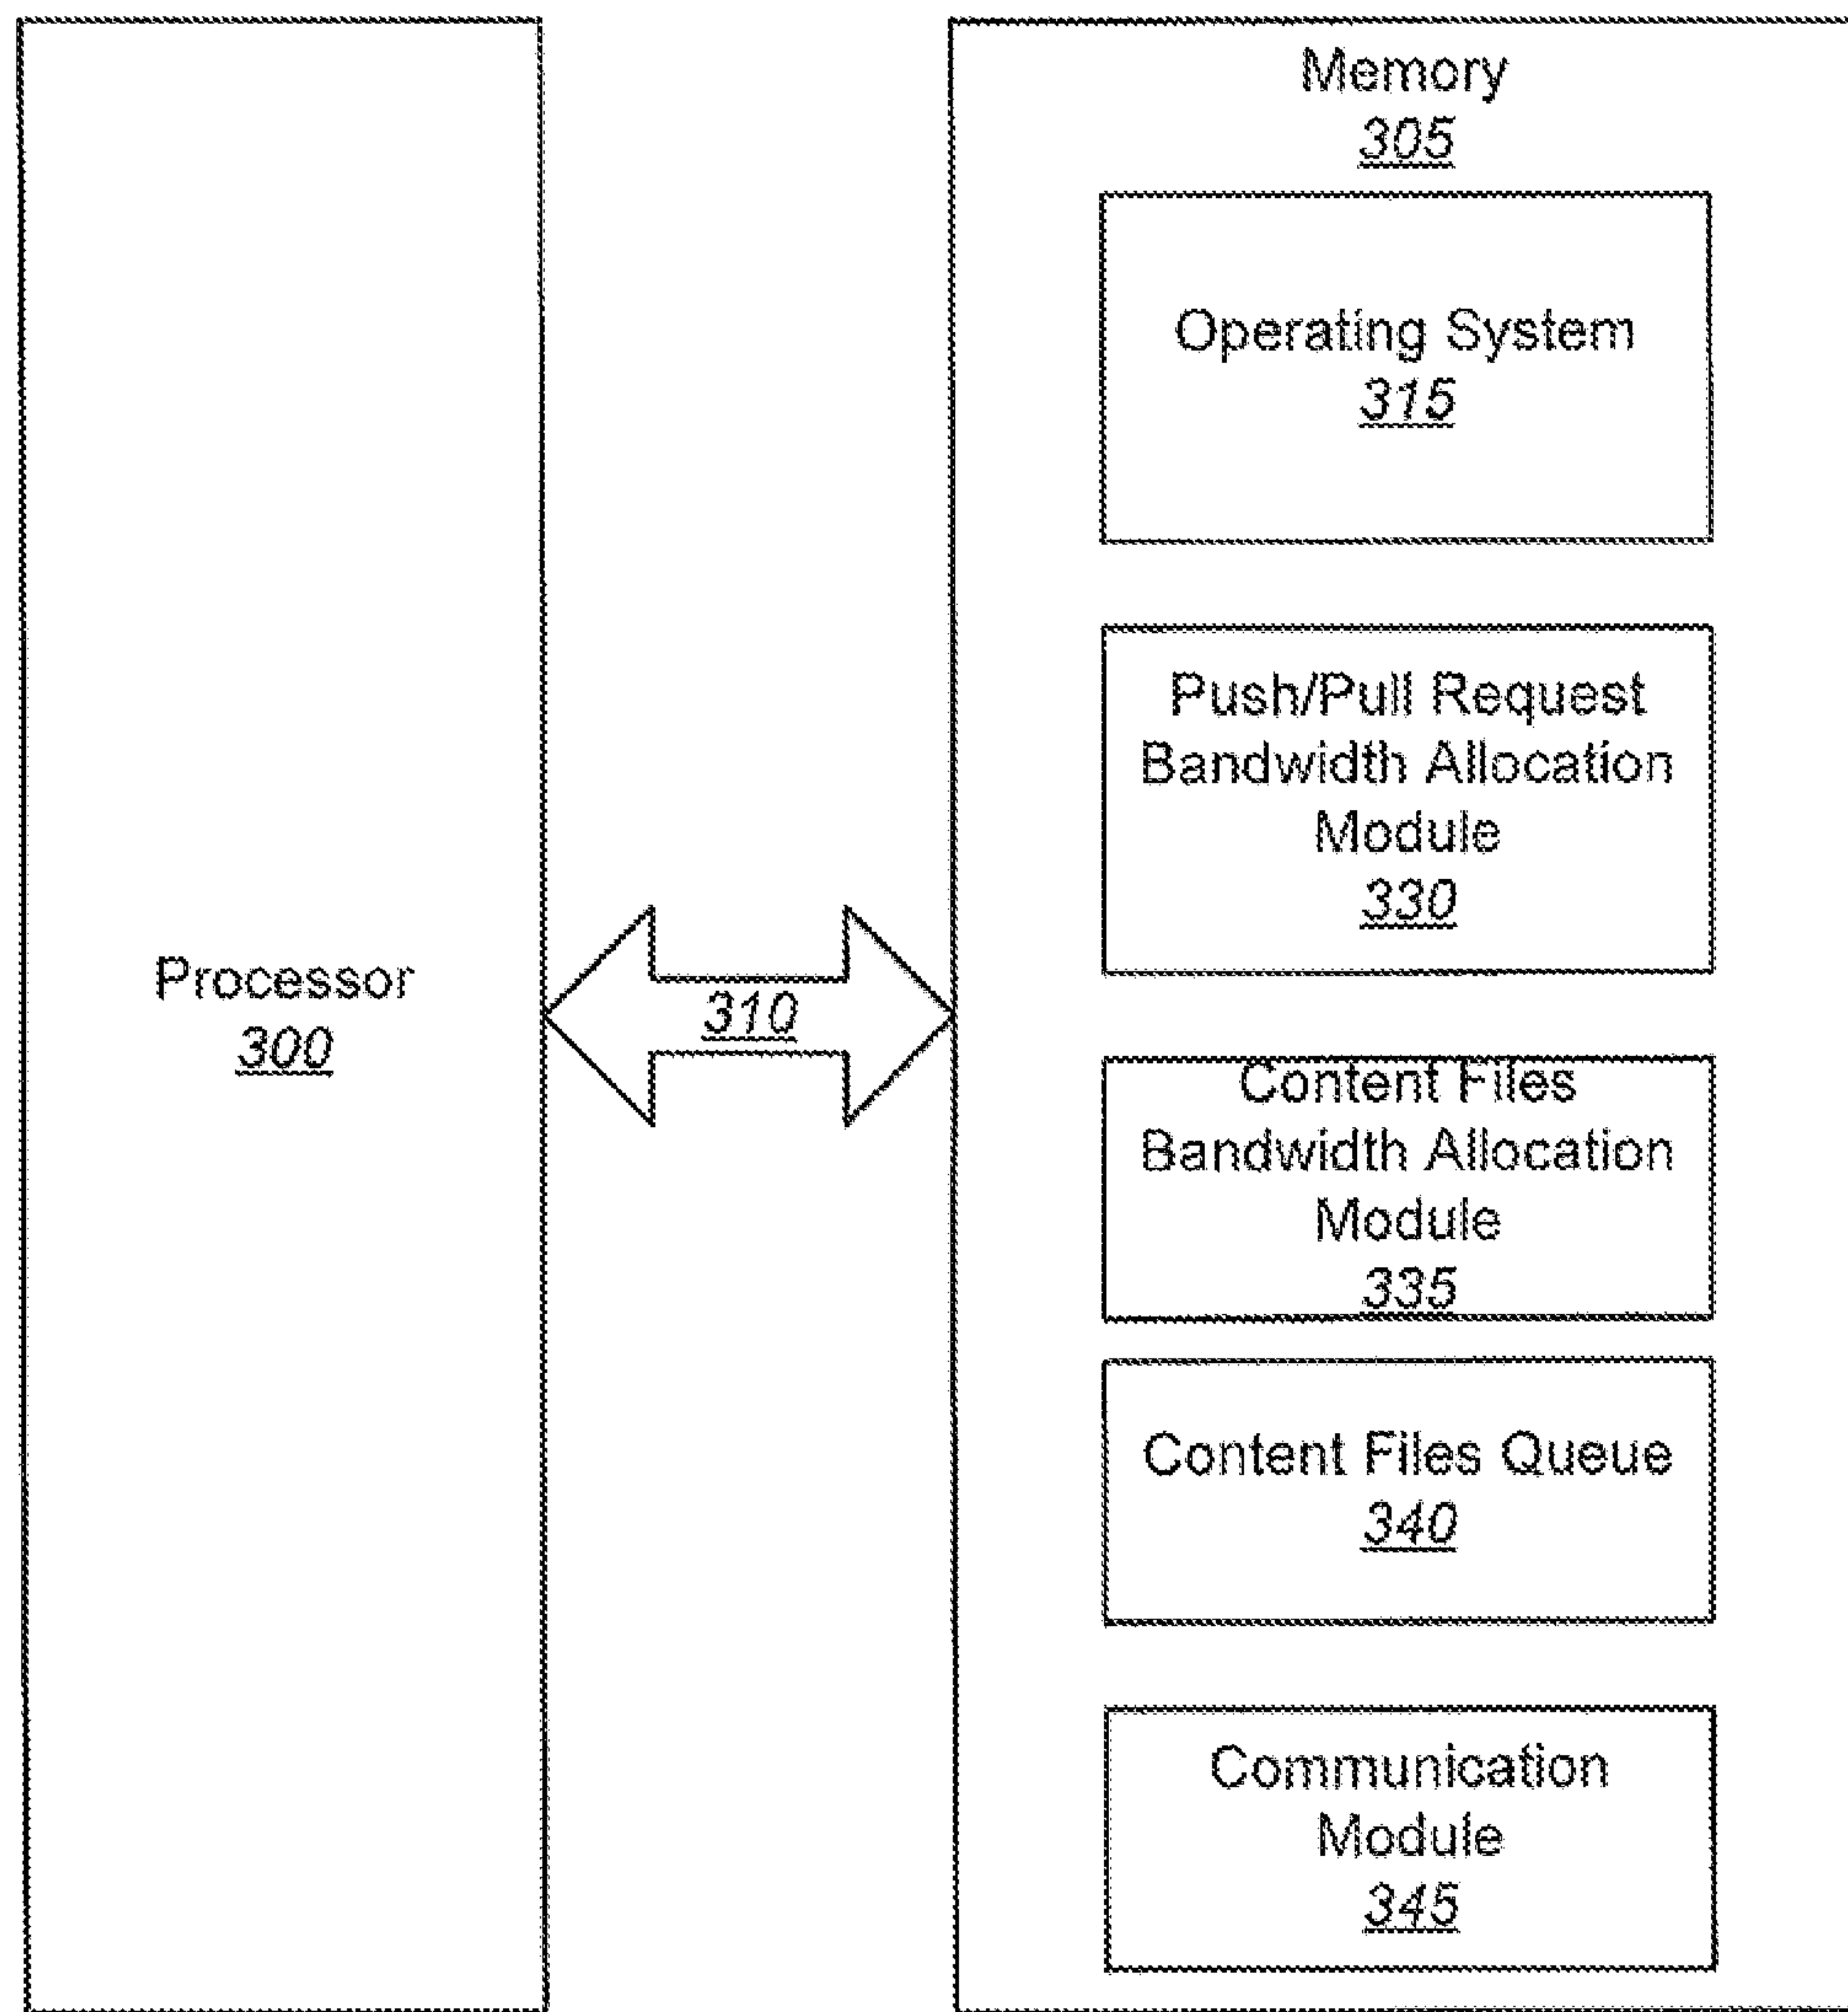 Memory
305
Operating System
315
Push/Pull Request
Bandwidth Allocation
Module
330
Processor
300
310
Content Files
Bandwidth Allocation
Module
335
Content Files Queue
340
Communication
Module
345